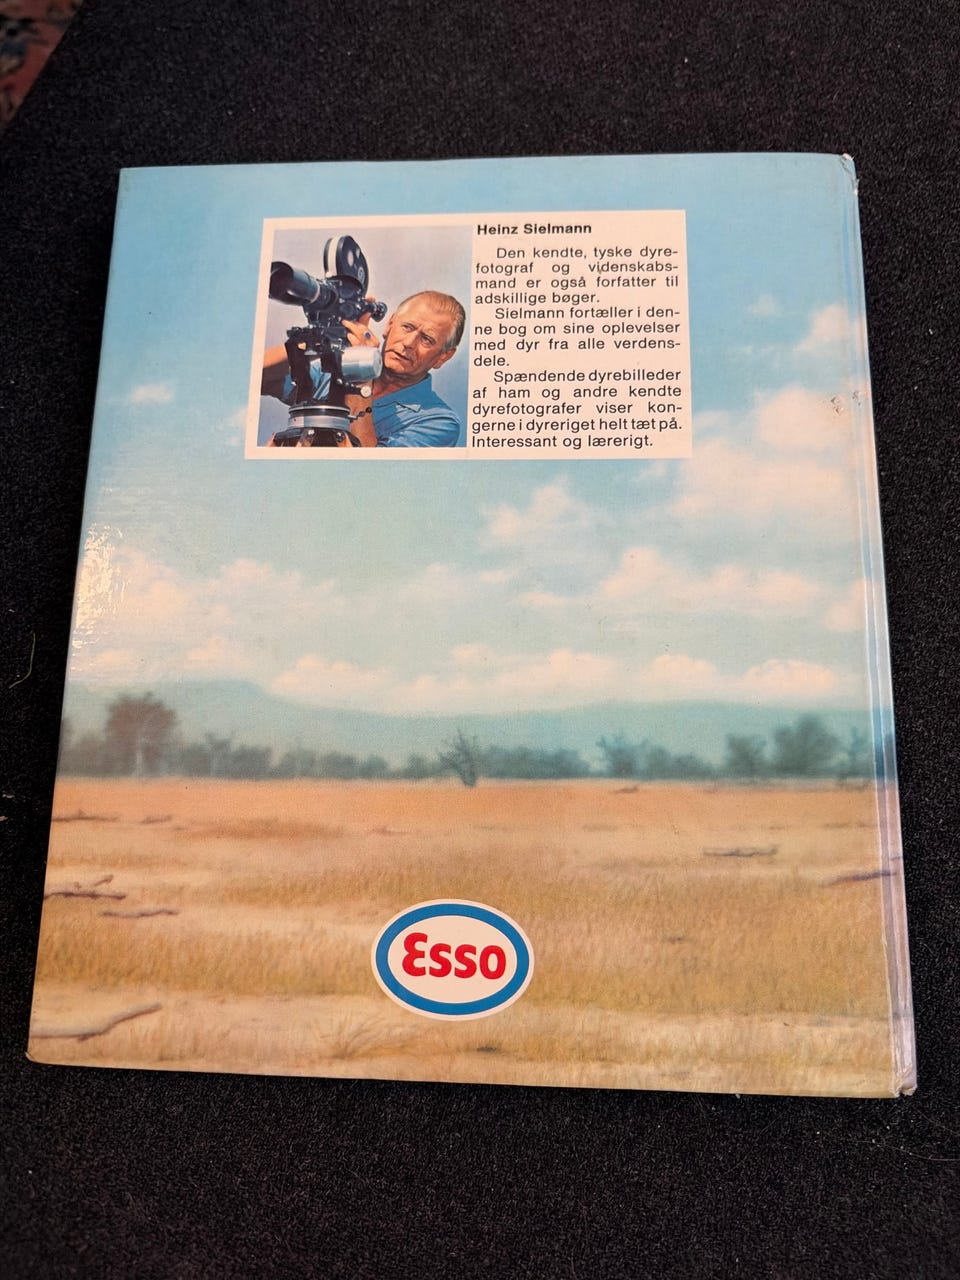 Heinz Sielmann
Den kendte, tyske dyre-
fotograf og videnskabs-
mand er også forfatter til
adskillige bøger.
Sielmann fortæller i den-
ne bog om sine oplevelser
med dyr fra alle verdens-
dele.
Spændende dyrebilleder
af ham og andre kendte
dyrefotografer viser kon-
gerne i dyreriget helt tæt på.
Interessant og lærerigt.
Esso